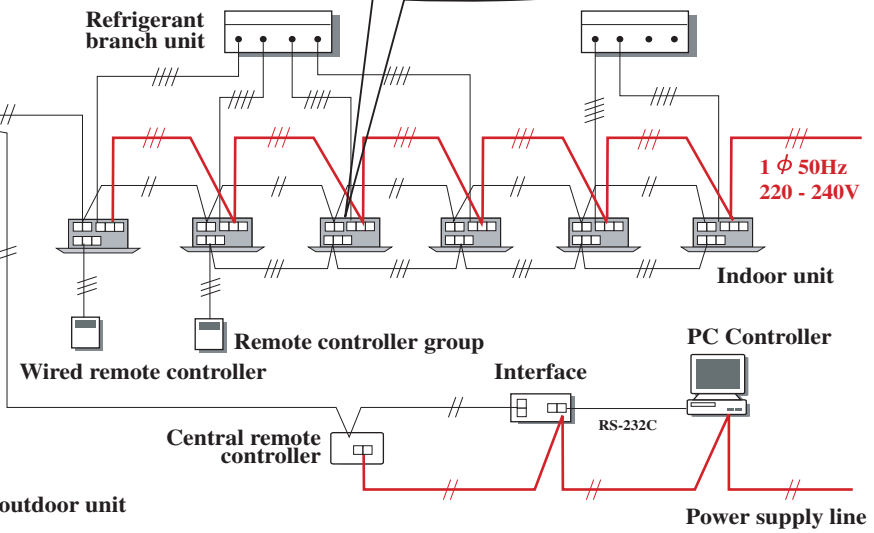 Refrigerant
branch unit
1 ϕ 50Hz
220 - 240V
Indoor unit
Remote controller group
Wired remote controller
PC Controller
Interface
RS-232C
Central remote
controller
outdoor unit
Power supply line